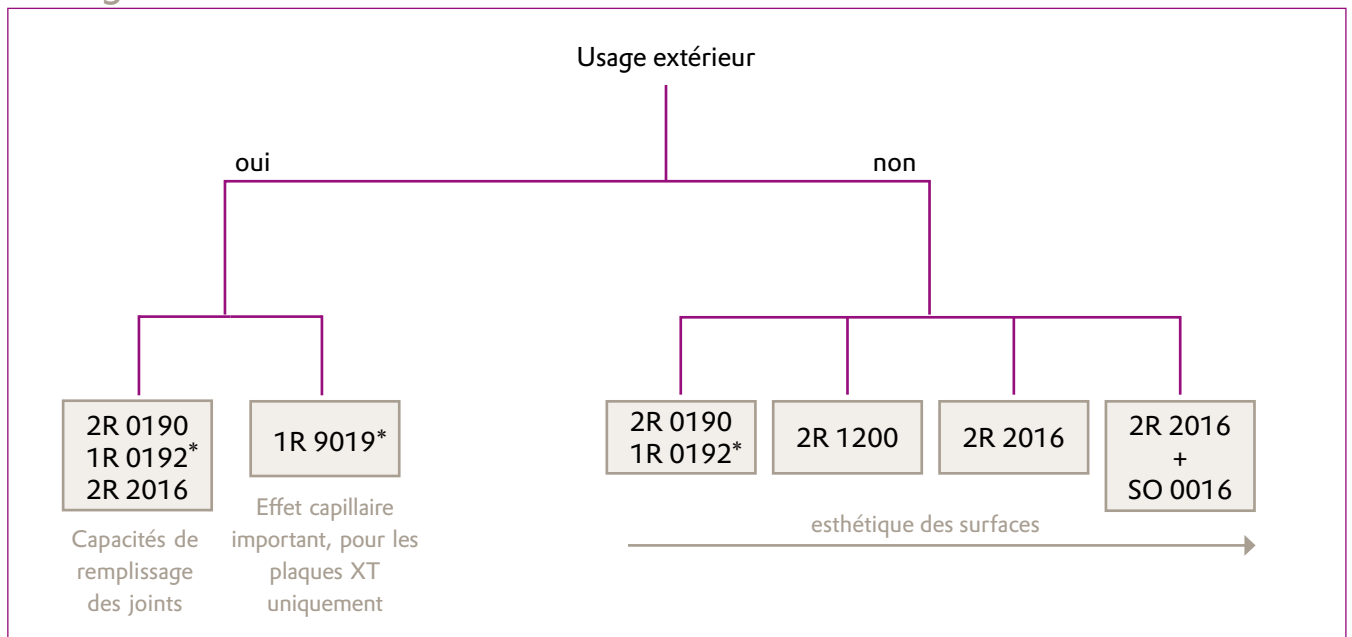 Usage extérieur
oui
non
2R 0190
1R 0192*
2R 2016
1R 9019*
2R 0190
1R 0192*
2R 1200
2R 2016
2R 2016
+
SO 0016
Capacités de
remplissage
des joints
Effet capillaire
important, pour les
plaques XT
uniquement
esthétique des surfaces